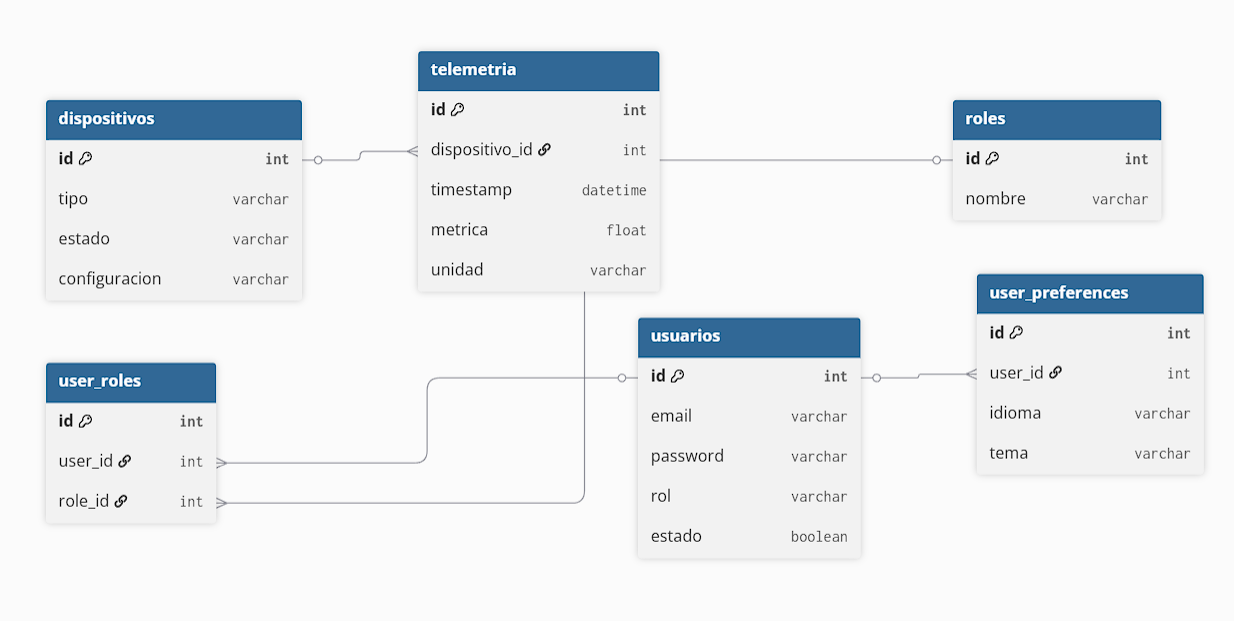 telemetria
id int
dispositivo_id int
timestamp datetime
metrica float
unidad varchar
dispositivos
id int
tipo varchar
estado varchar
configuracion varchar
roles
id int
nombre varchar
user_preferences
id int
user_id int
idioma varchar
tema varchar
usuarios
id int
email varchar
password varchar
rol varchar
estado boolean
user_roles
id int
user_id int
role_id int